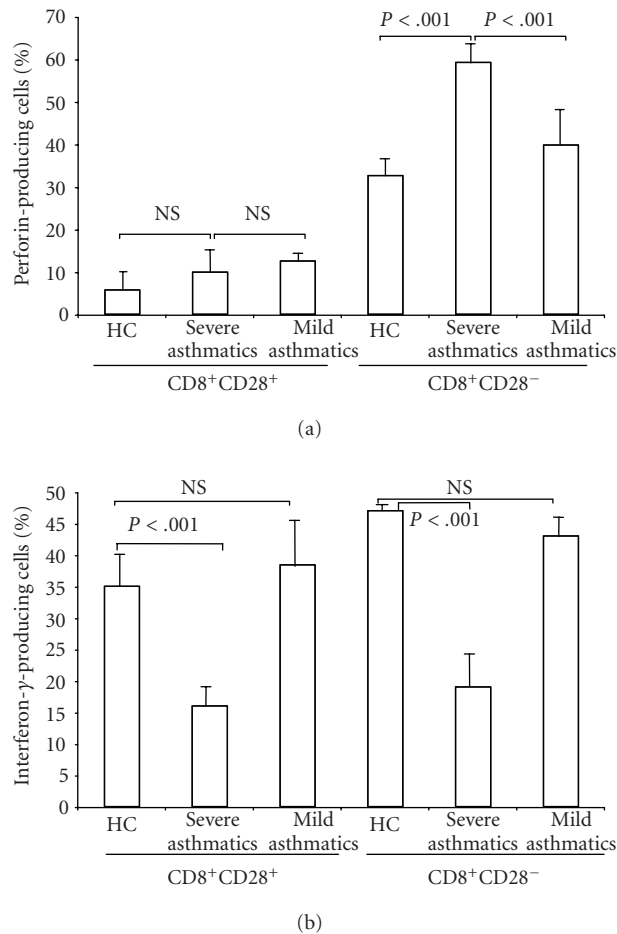 70
60
50
40
30
20
10
0
Perforin-producing cells (%)
P < .001
P < .001
NS
NS
HC
Severe
asthmatics
Mild
asthmatics
HC
Severe
asthmatics
Mild
asthmatics
CD8⁺CD28⁺
CD8⁺CD28⁻
(a)
50
45
40
35
30
25
20
15
10
5
0
Interferon-γ-producing cells (%)
NS
P < .001
NS
P < .001
HC
Severe
asthmatics
Mild
asthmatics
HC
Severe
asthmatics
Mild
asthmatics
CD8⁺CD28⁺
CD8⁺CD28⁻
(b)